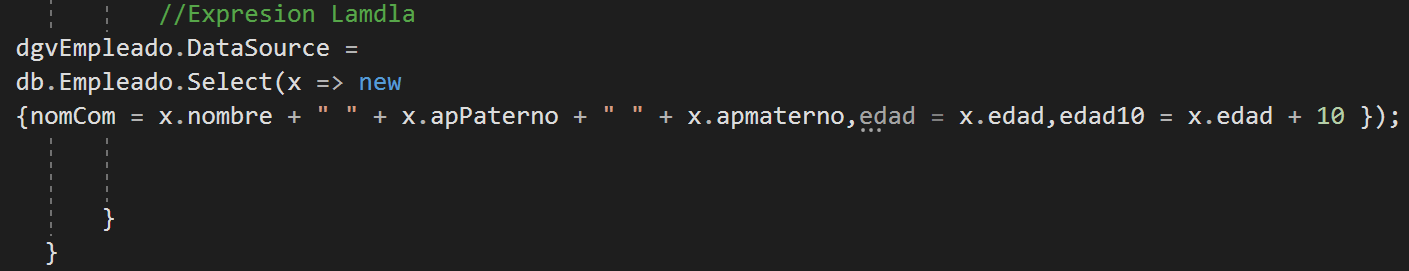 //Expresion Lamdla
dgvEmpleado.DataSource =
db.Empleado.Select(x => new
{nomCom = x.nombre + " " + x.apPaterno + " " + x.apmaterno,edad = x.edad,edad10 = x.edad + 10 });
}
}